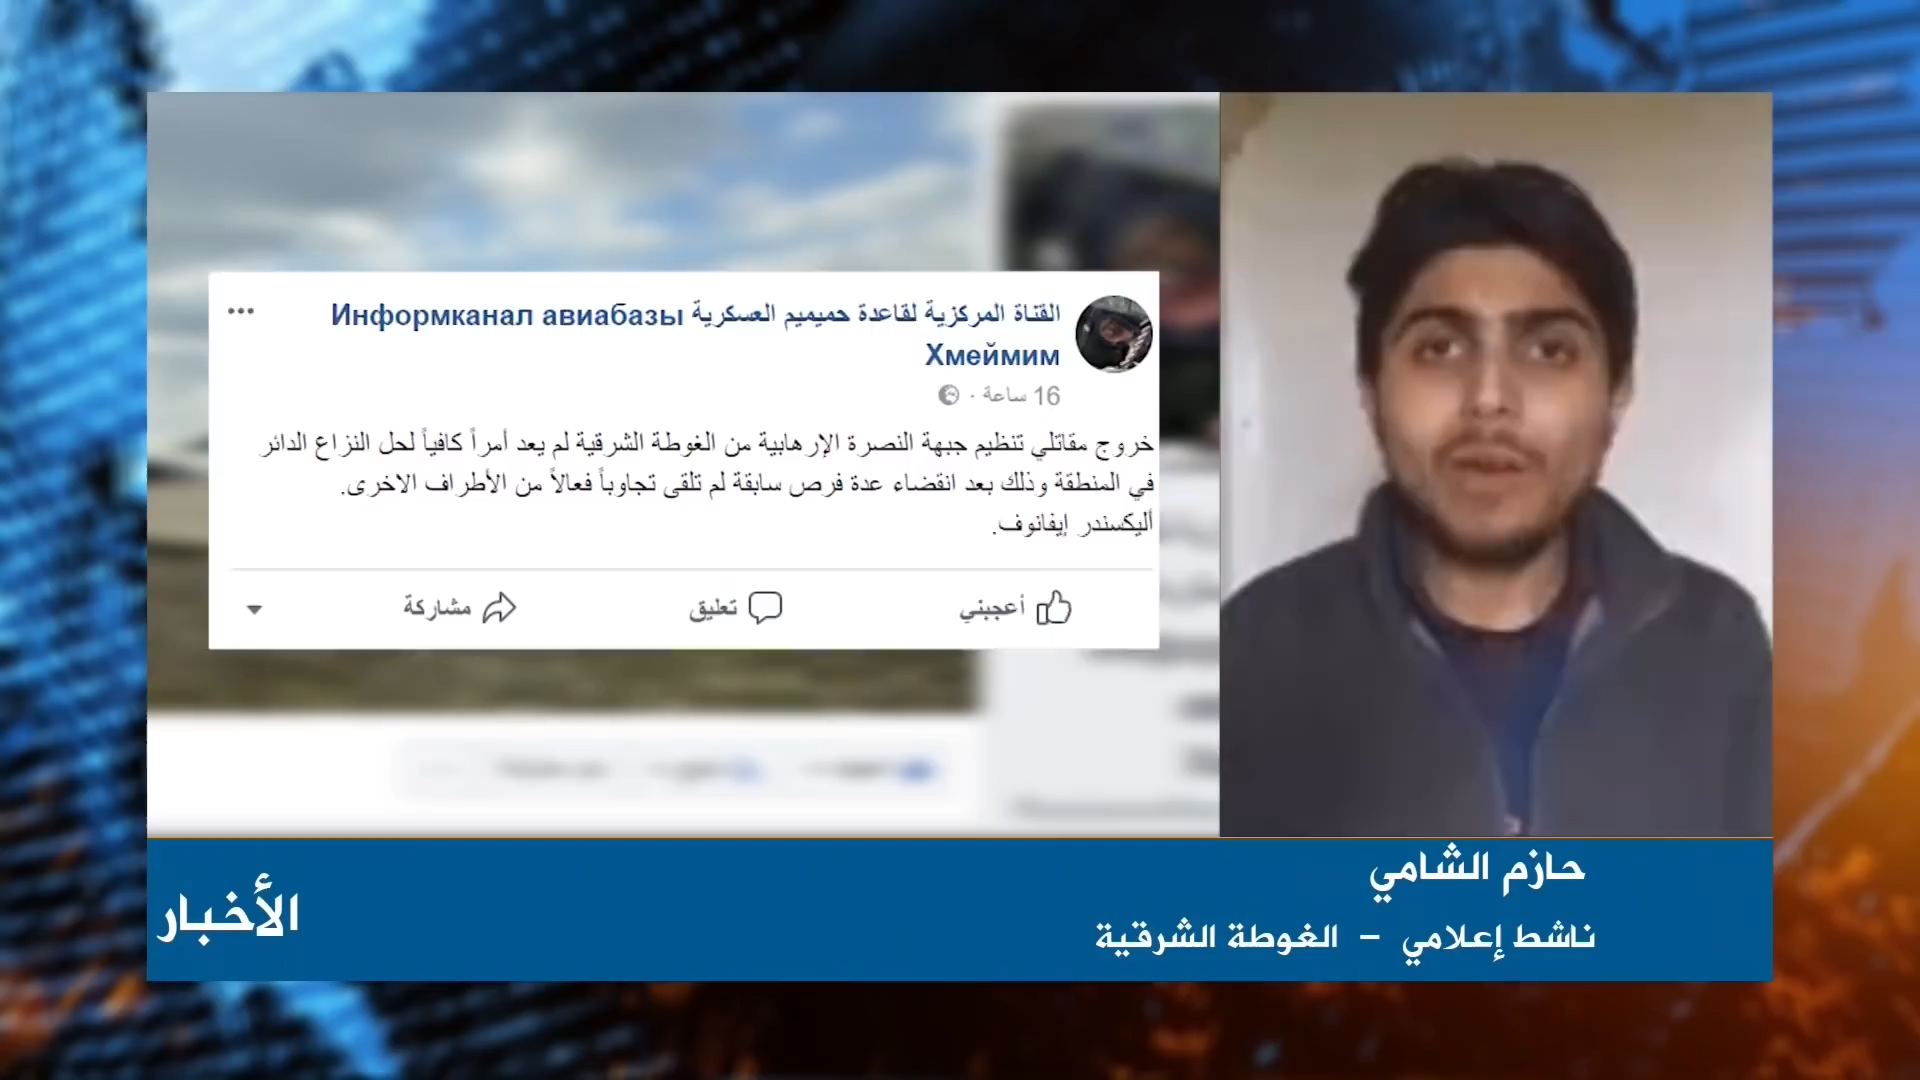 القناة المركزية لقاعدة حميميم العسكرية Информканал авиабазы
Хмеймим
16 ساعة ·
خروج مقاتلي تنظيم جبهة النصرة الإرهابية من الغوطة الشرقية لم يعد أمراً كافياً لحل النزاع الدائر
في المنطقة وذلك بعد انقضاء عدة فرص سابقة لم تلقى تجاوباً فعالاً من الأطراف الاخرى.
أليكسندر إيفانوف.
أعجبني تعليق مشاركة
حازم الشامي
ناشط إعلامي – الغوطة الشرقية
الأخبار